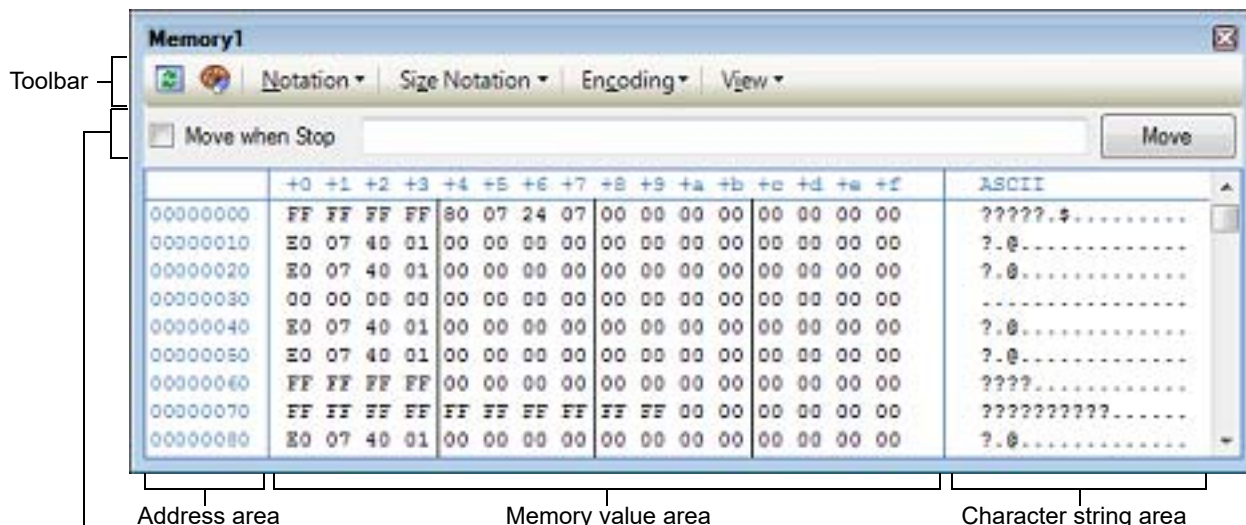 Memory1
Toolbar
Notation Size Notation Encoding View
Move when Stop Move
+0 +1 +2 +3 +4 +5 +6 +7 +8 +9 +a +b +c +d +e +f ASCII
00000000 FF FF FF FF 80 07 24 07 00 00 00 00 00 00 00 00 ?????.$.........
00000010 E0 07 40 01 00 00 00 00 00 00 00 00 00 00 00 00 ?.@.............
00000020 E0 07 40 01 00 00 00 00 00 00 00 00 00 00 00 00 ?.@.............
00000030 00 00 00 00 00 00 00 00 00 00 00 00 00 00 00 00 ................
00000040 E0 07 40 01 00 00 00 00 00 00 00 00 00 00 00 00 ?.@.............
00000050 E0 07 40 01 00 00 00 00 00 00 00 00 00 00 00 00 ?.@.............
00000060 FF FF FF FF 00 00 00 00 00 00 00 00 00 00 00 00 ????............
00000070 FF FF FF FF FF FF FF FF FF FF 00 00 00 00 00 00 ??????????......
00000080 E0 07 40 01 00 00 00 00 00 00 00 00 00 00 00 00 ?.@.............
Address area Memory value area Character string area